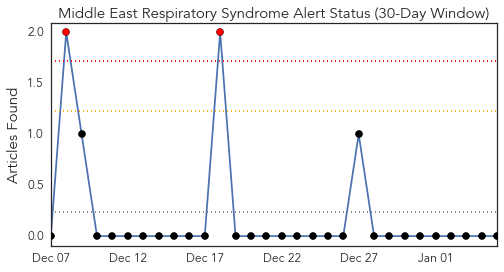 Middle East Respiratory Syndrome Alert Status (30-Day Window)
Articles Found
2.0
1.5
1.0
0.5
0.0
Dec 07 Dec 12 Dec 17 Dec 22 Dec 27 Jan 01